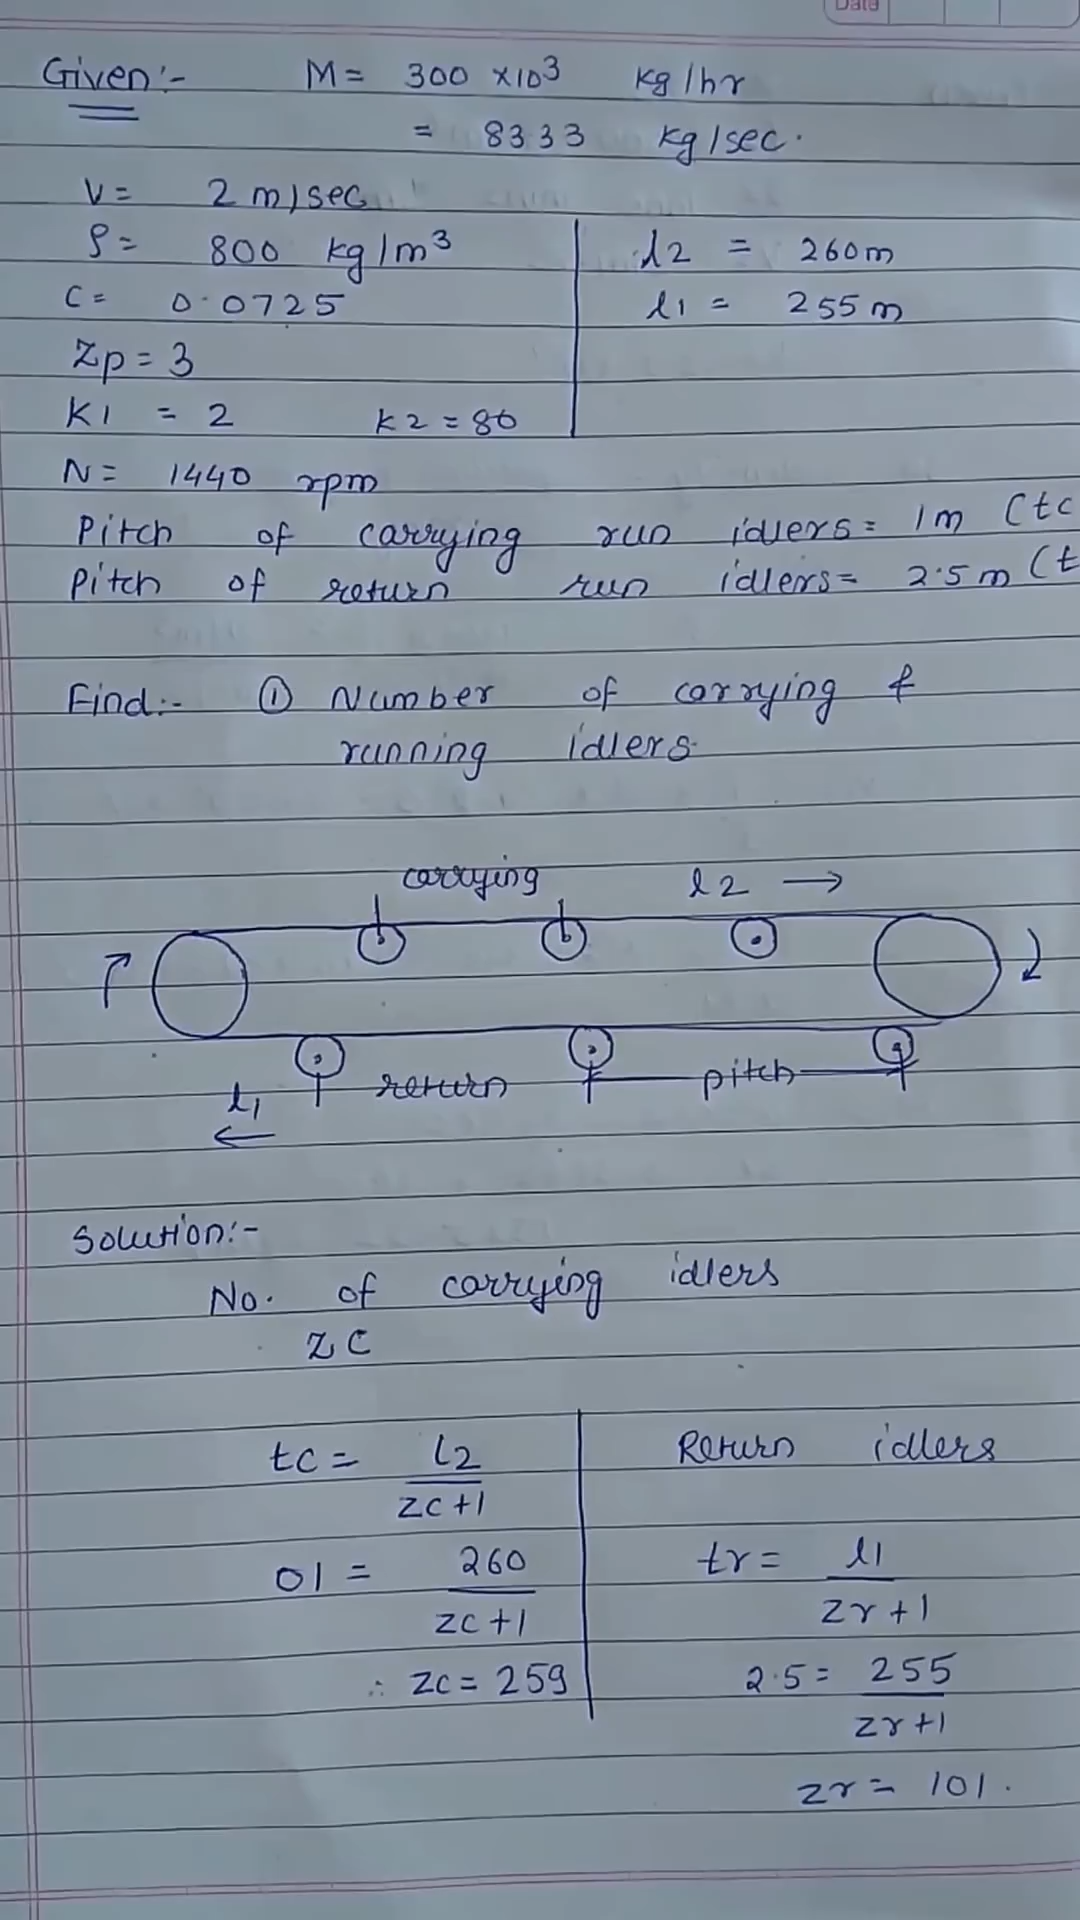 Data
Given:- M= 300 ×10³ kg/hr
= 8333 kg/sec.
V= 2 m/sec
ρ= 800 kg/m³
l2 = 260m
C= 0.0725
l1 = 255m
Zp=3
K1 = 2 K2 = 80
N= 1440 rpm
Pitch of carrying run idlers= 1m (tc
Pitch of return run idlers= 2.5m (t
Find:- ① Number of carrying &
running idlers
carrying l2 →
l1 return pitch
Solution:-
No. of carrying idlers
ZC
tc= l2
zc+1
01 = 260
zc+1
∴ zc= 259
Return idlers
tr= l1
zr+1
2.5= 255
zr+1
zr= 101.